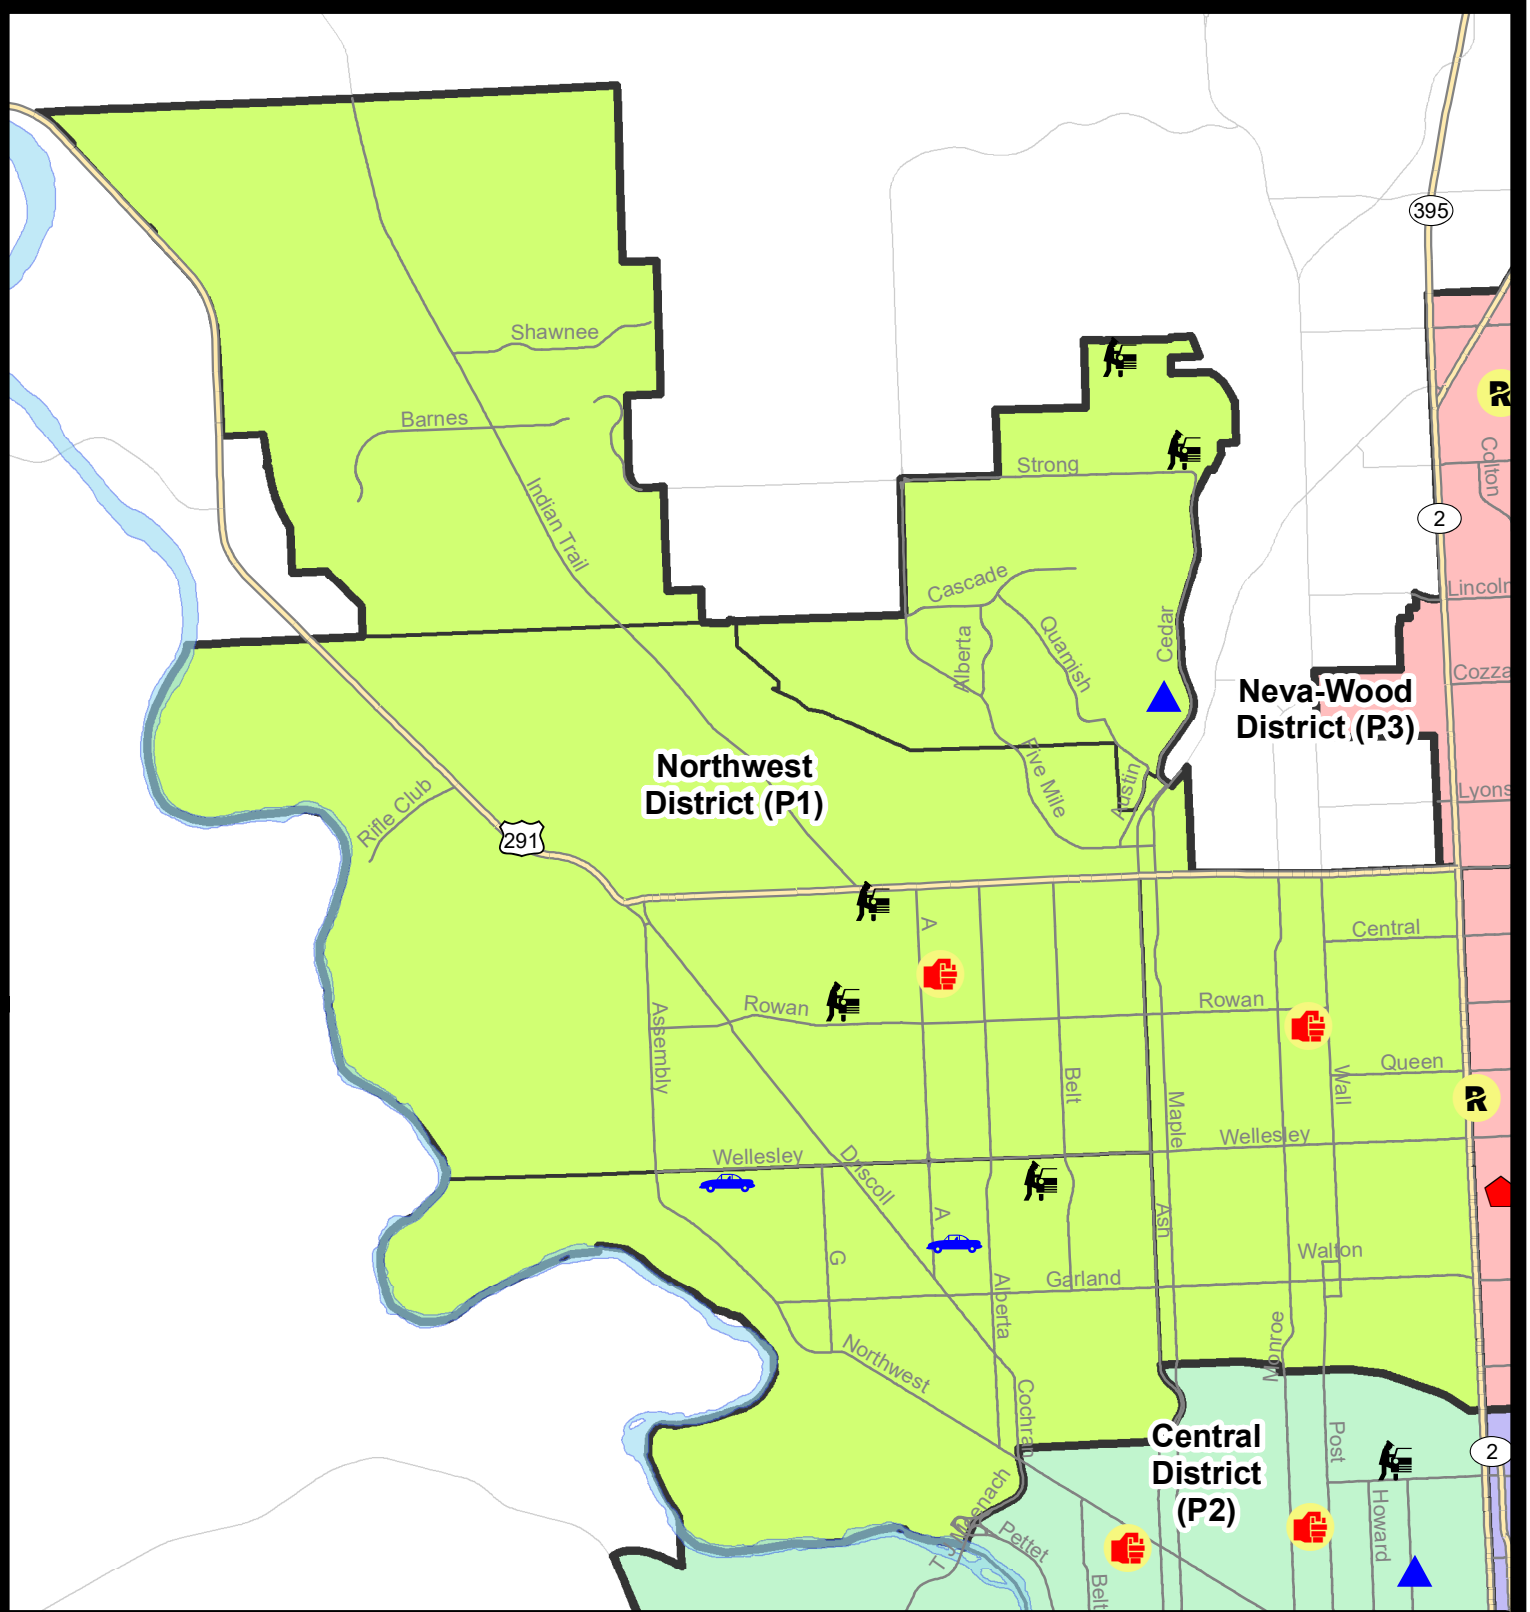 395
Shawnee
Barnes
Colton
Strong
Indian Trail
2
Cascade
Lincoln
Cedar
Quamish
Alberta
Cozza
Neva-Wood
District (P3)
Northwest
District (P1)
Five Mile
Austin
Lyons
Rifle Club
291
A
Central
Rowan
Rowan
Assembly
Queen
Belt
Wall
R
R
Maple
Wellesley
Wellesley
Driscoll
A
Ash
G
Walton
Garland
Alberta
Monroe
Northwest
Cochran
Central
District
(P2)
Post
2
Howard
Pettet
Belt